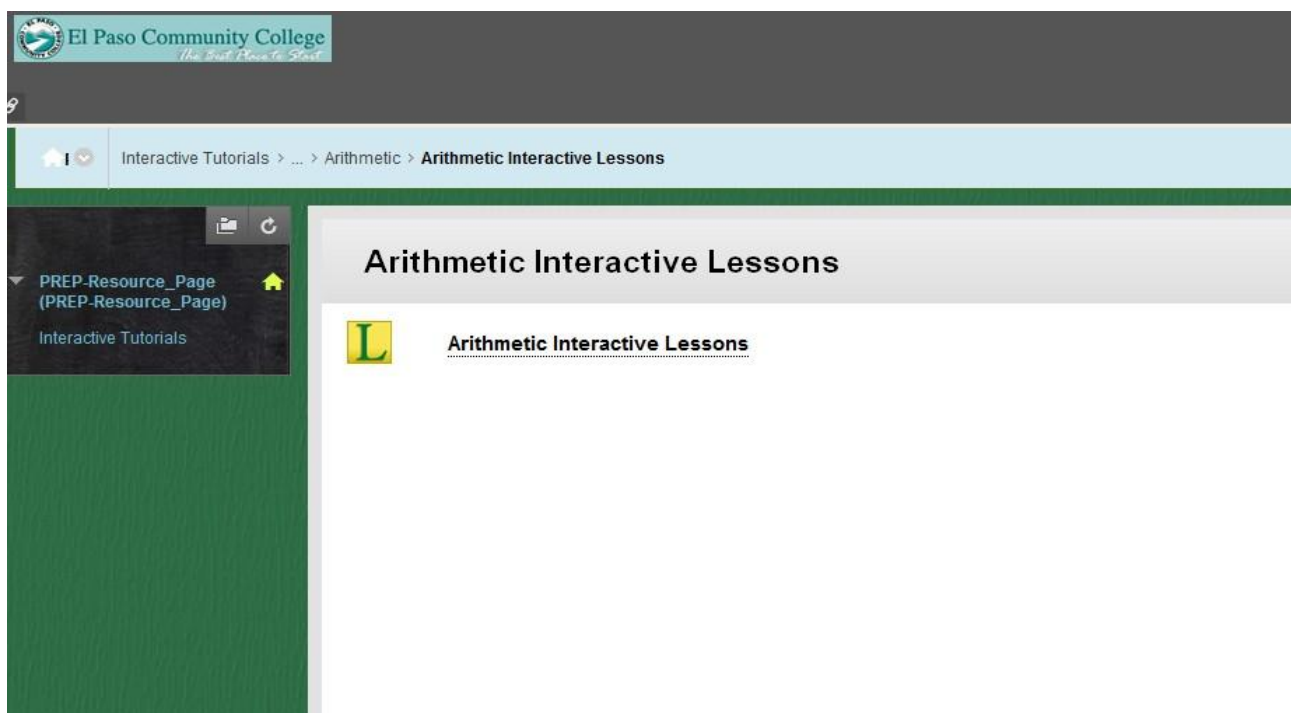 El Paso Community College
The Best Place to Start
Interactive Tutorials > ... > Arithmetic > Arithmetic Interactive Lessons
PREP-Resource_Page
(PREP-Resource_Page)
Interactive Tutorials
Arithmetic Interactive Lessons
L
Arithmetic Interactive Lessons